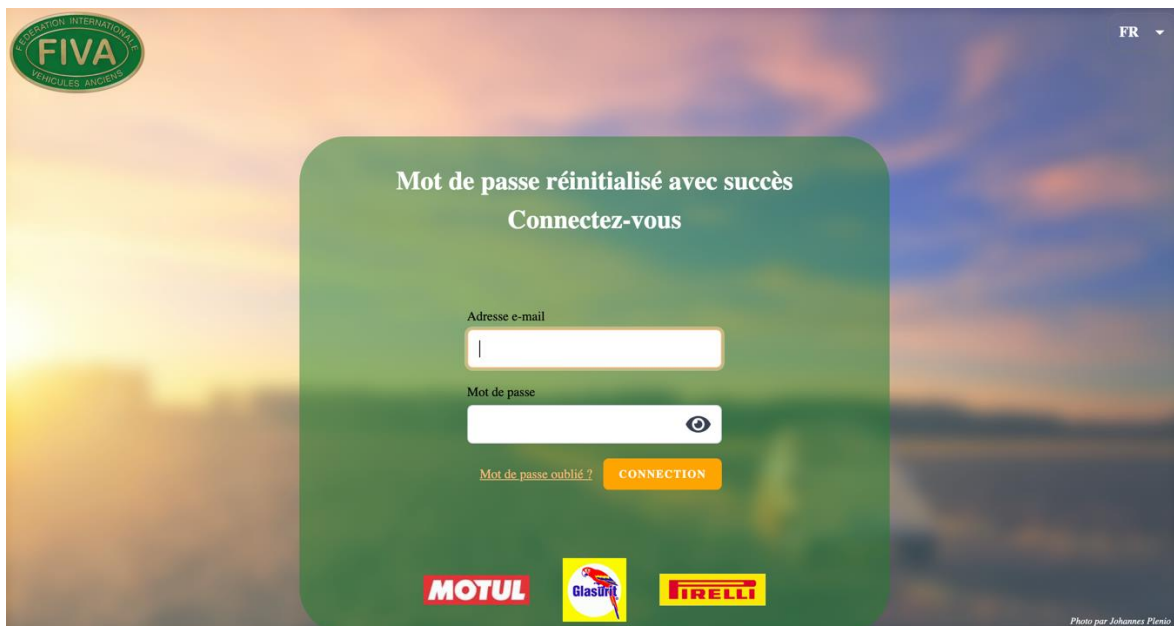 FEDERATION INTERNATIONALE
FIVA
VEHICULES ANCIENS
FR
Mot de passe réinitialisé avec succès
Connectez-vous
Adresse e-mail
Mot de passe
Mot de passe oublié ?
CONNECTION
MOTUL
Glasurit
PIRELLI
Photo par Johannes Plenio